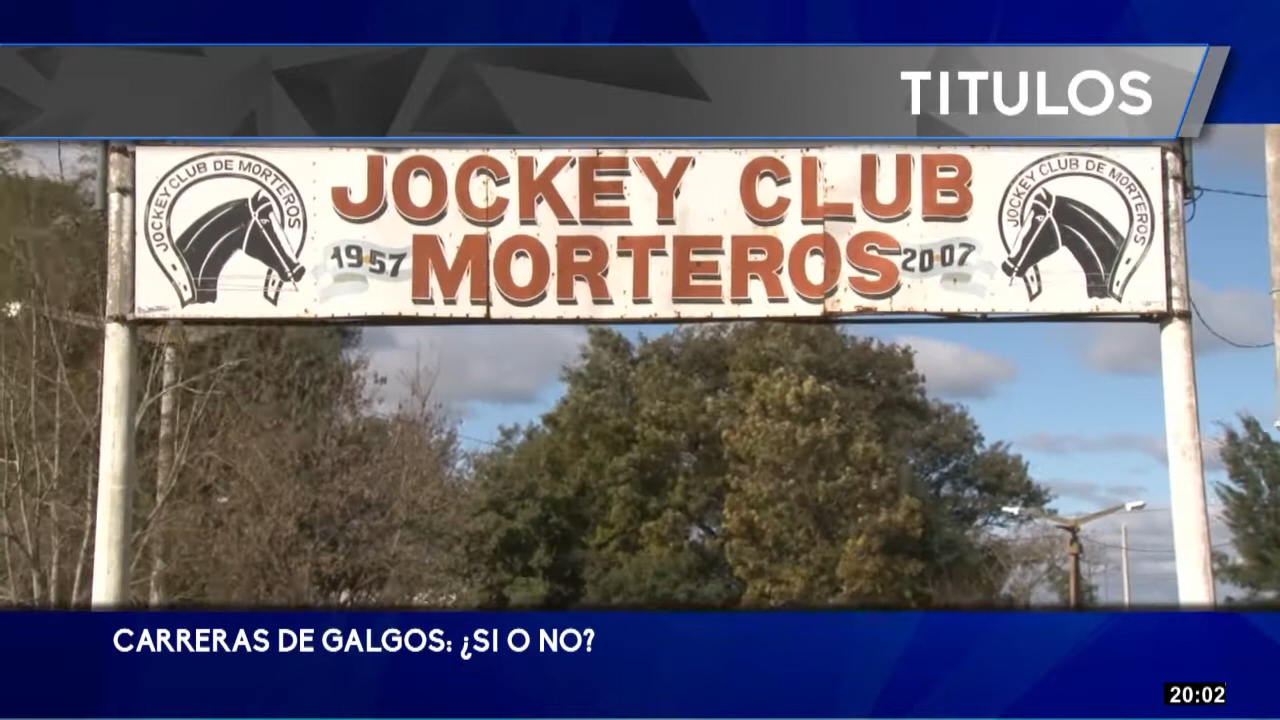 TITULOS
JOCKEY CLUB DE MORTEROS
JOCKEY CLUB
1957 MORTEROS 2007
JOCKEY CLUB DE MORTEROS
CARRERAS DE GALGOS: ¿SI O NO?
20:02